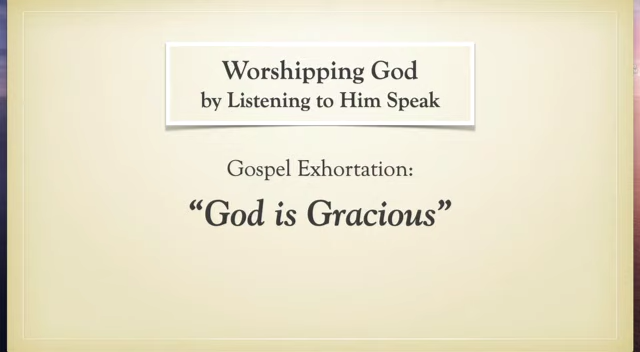 Worshipping God
by Listening to Him Speak
Gospel Exhortation:
“God is Gracious”